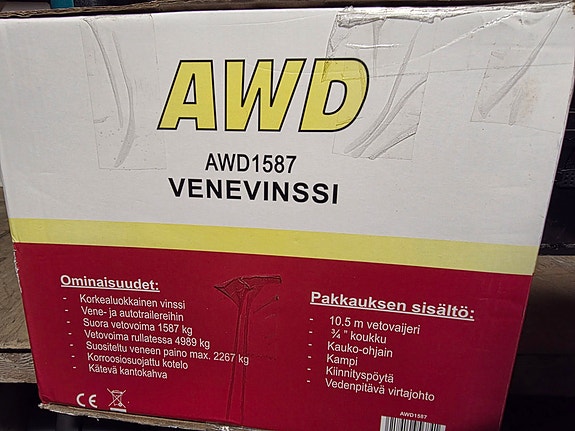 AWD
AWD1587
VENEVINSSI
Ominaisuudet:
- Korkealuokkainen vinssi
- Vene- ja autotrailereihin
- Suora vetovoima 1587 kg
- Vetovoima rullatessa 4989 kg
- Suositeltu veneen paino max. 2267 kg
- Korroosiosuojattu kotelo
- Kätevä kantokahva
Pakkauksen sisältö:
- 10.5 m vetovaijeri
- ¾ " koukku
- Kauko-ohjain
- Kampi
- Kiinnityspöytä
- Vedenpitävä virtajohto
CE
AWD1587